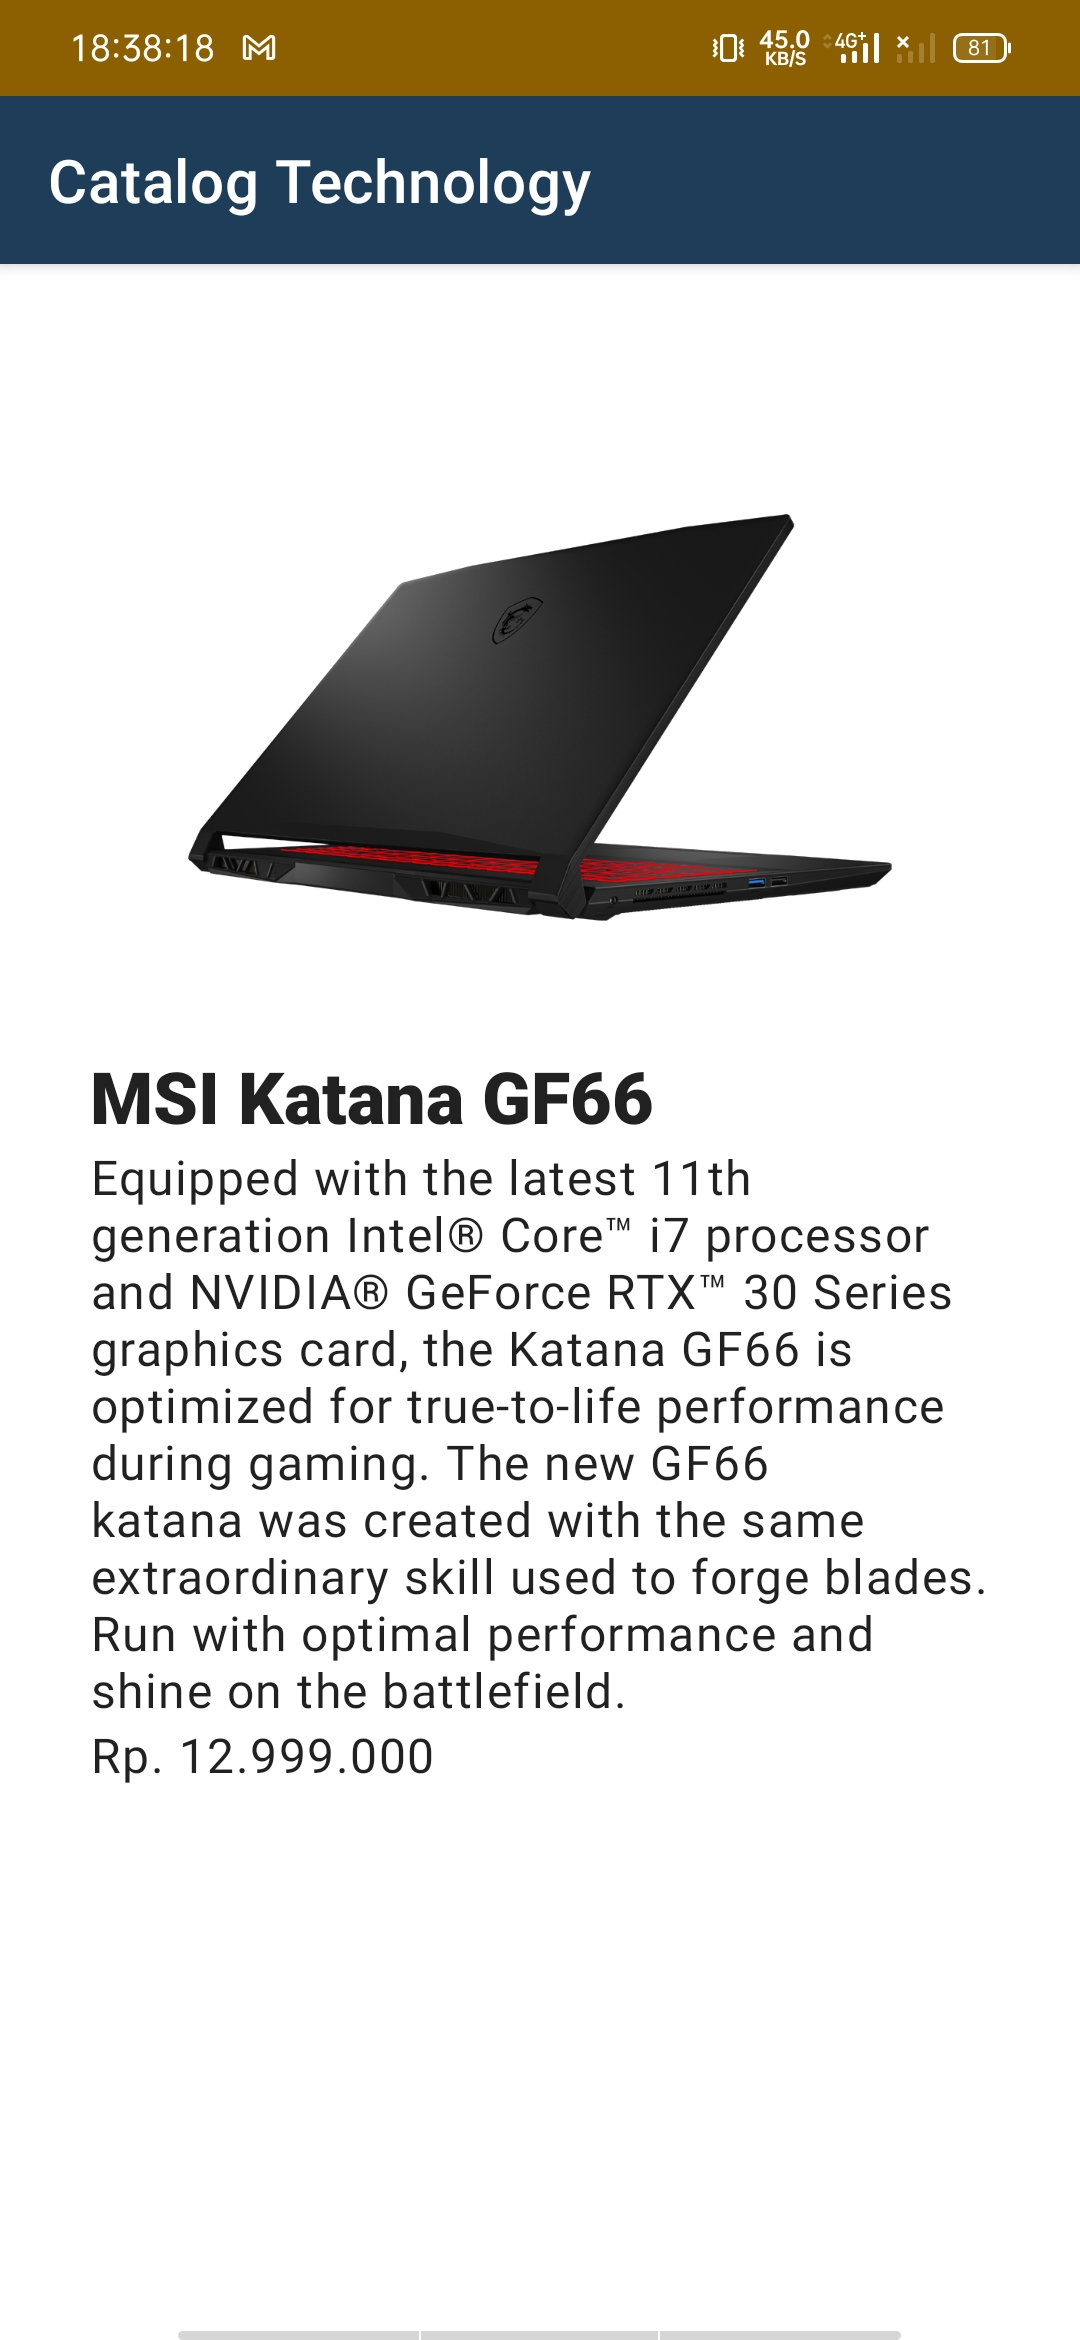 18:38:18
45.0
KB/S
4G+
81
Catalog Technology
MSI Katana GF66
Equipped with the latest 11th
generation Intel® Core™ i7 processor
and NVIDIA® GeForce RTX™ 30 Series
graphics card, the Katana GF66 is
optimized for true-to-life performance
during gaming. The new GF66
katana was created with the same
extraordinary skill used to forge blades.
Run with optimal performance and
shine on the battlefield.
Rp. 12.999.000